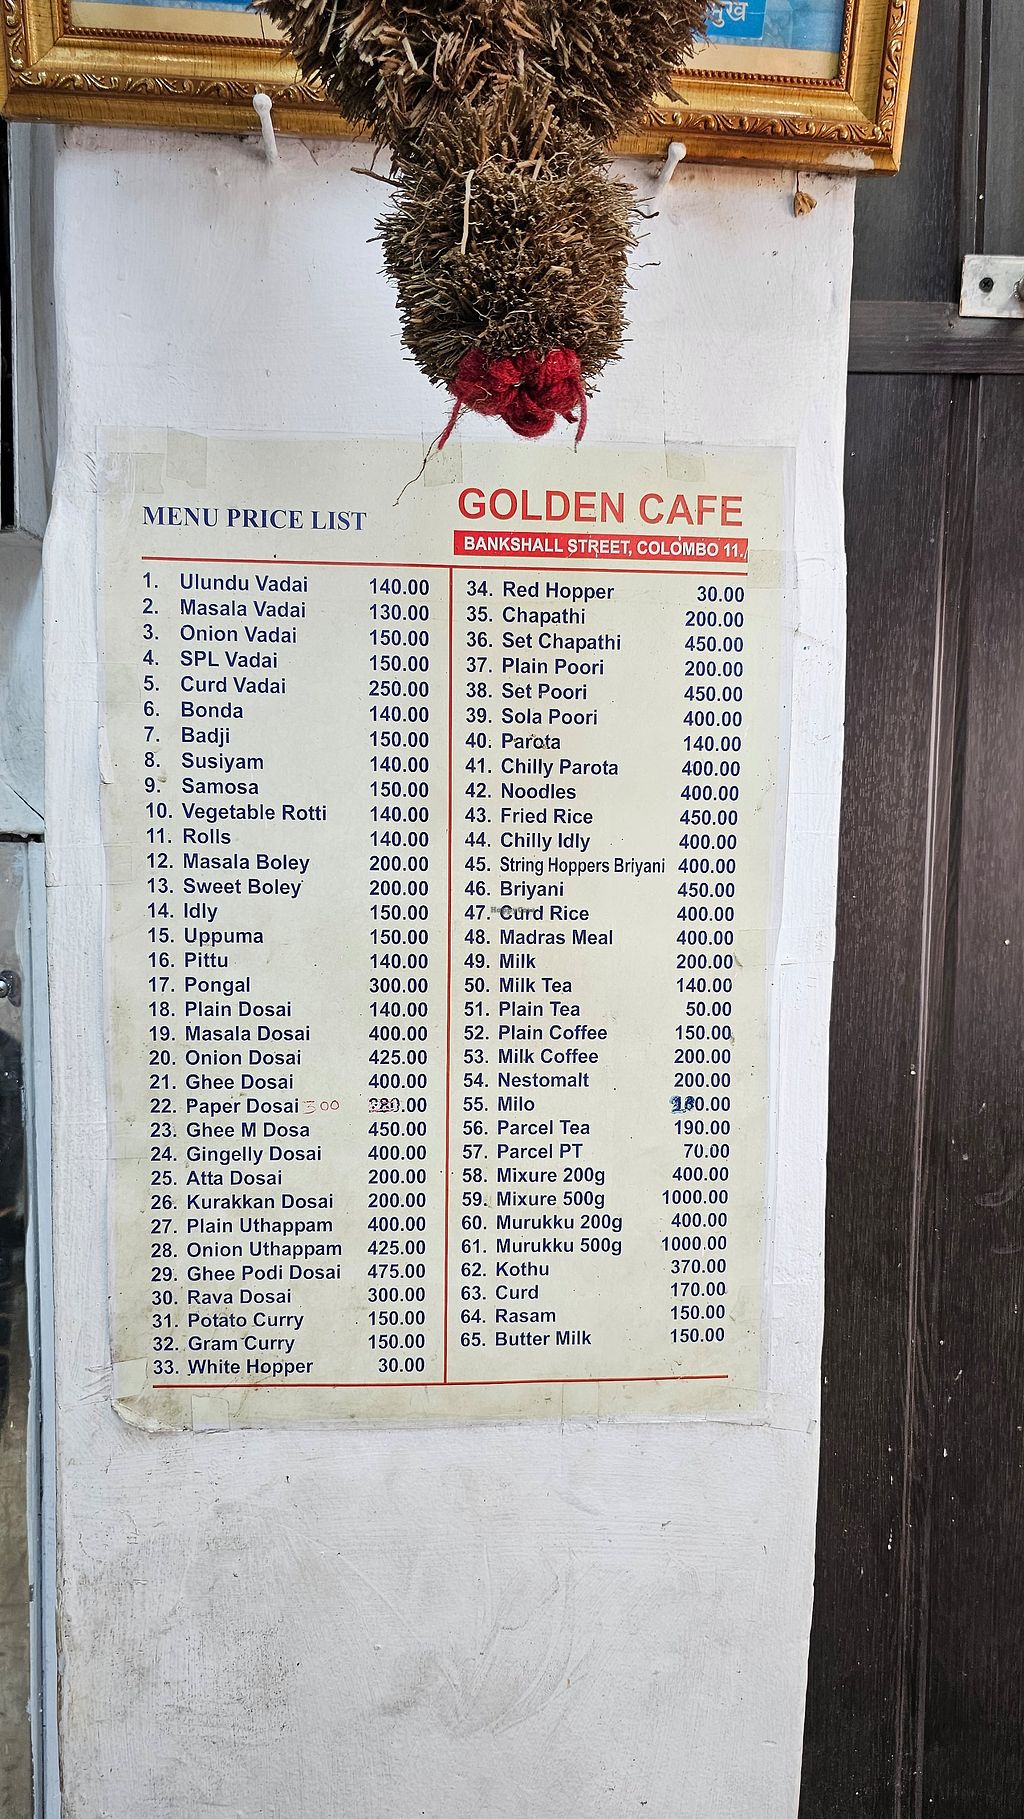 मुख
MENU PRICE LIST
GOLDEN CAFE
BANKSHALL STREET, COLOMBO 11.
1. Ulundu Vadai 140.00
2. Masala Vadai 130.00
3. Onion Vadai 150.00
4. SPL Vadai 150.00
5. Curd Vadai 250.00
6. Bonda 140.00
7. Badji 150.00
8. Susiyam 140.00
9. Samosa 150.00
10. Vegetable Rotti 140.00
11. Rolls 140.00
12. Masala Boley 200.00
13. Sweet Boley 200.00
14. Idly 150.00
15. Uppuma 150.00
16. Pittu 140.00
17. Pongal 300.00
18. Plain Dosai 140.00
19. Masala Dosai 400.00
20. Onion Dosai 425.00
21. Ghee Dosai 400.00
22. Paper Dosai 300
23. Ghee M Dosa 450.00
24. Gingelly Dosai 400.00
25. Atta Dosai 200.00
26. Kurakkan Dosai 200.00
27. Plain Uthappam 400.00
28. Onion Uthappam 425.00
29. Ghee Podi Dosai 475.00
30. Rava Dosai 300.00
31. Potato Curry 150.00
32. Gram Curry 150.00
33. White Hopper 30.00
34. Red Hopper 30.00
35. Chapathi 200.00
36. Set Chapathi 450.00
37. Plain Poori 200.00
38. Set Poori 450.00
39. Sola Poori 400.00
40. Parota 140.00
41. Chilly Parota 400.00
42. Noodles 400.00
43. Fried Rice 450.00
44. Chilly Idly 400.00
45. String Hoppers Briyani 400.00
46. Briyani 450.00
47. Curd Rice 400.00
48. Madras Meal 400.00
49. Milk 200.00
50. Milk Tea 140.00
51. Plain Tea 50.00
52. Plain Coffee 150.00
53. Milk Coffee 200.00
54. Nestomalt 200.00
55. Milo
56. Parcel Tea 190.00
57. Parcel PT 70.00
58. Mixure 200g 400.00
59. Mixure 500g 1000.00
60. Murukku 200g 400.00
61. Murukku 500g 1000.00
62. Kothu 370.00
63. Curd 170.00
64. Rasam 150.00
65. Butter Milk 150.00